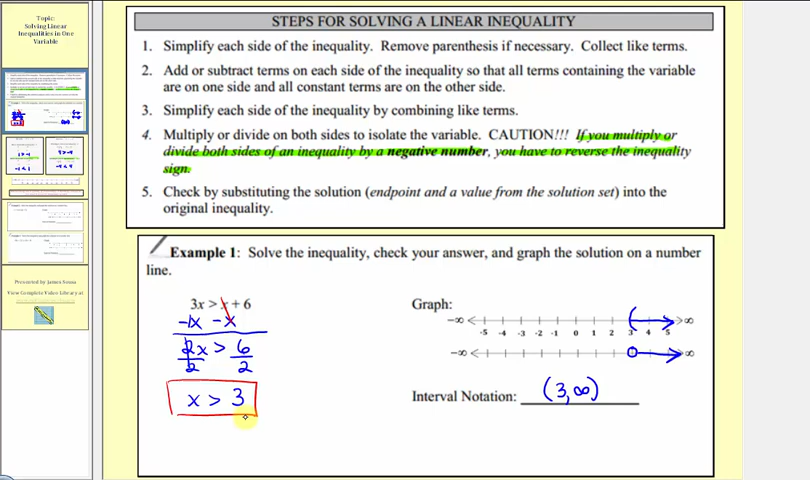 Topic:
Solving Linear
Inequalities in One
Variable
Presented by James Sousa
View Complete Video Library at
STEPS FOR SOLVING A LINEAR INEQUALITY
1. Simplify each side of the inequality. Remove parenthesis if necessary. Collect like terms.
2. Add or subtract terms on each side of the inequality so that all terms containing the variable
are on one side and all constant terms are on the other side.
3. Simplify each side of the inequality by combining like terms.
4. Multiply or divide on both sides to isolate the variable. CAUTION!!! If you multiply or
divide both sides of an inequality by a negative number, you have to reverse the inequality
sign.
5. Check by substituting the solution (endpoint and a value from the solution set) into the
original inequality.
Example 1: Solve the inequality, check your answer, and graph the solution on a number
line.
3x > x + 6
-1x -x
2x > 6
2 2
x > 3
Graph:
-∞ ∞
-5 -4 -3 -2 -1 0 1 2 3 4 5
-∞ ∞
Interval Notation: (3,∞)